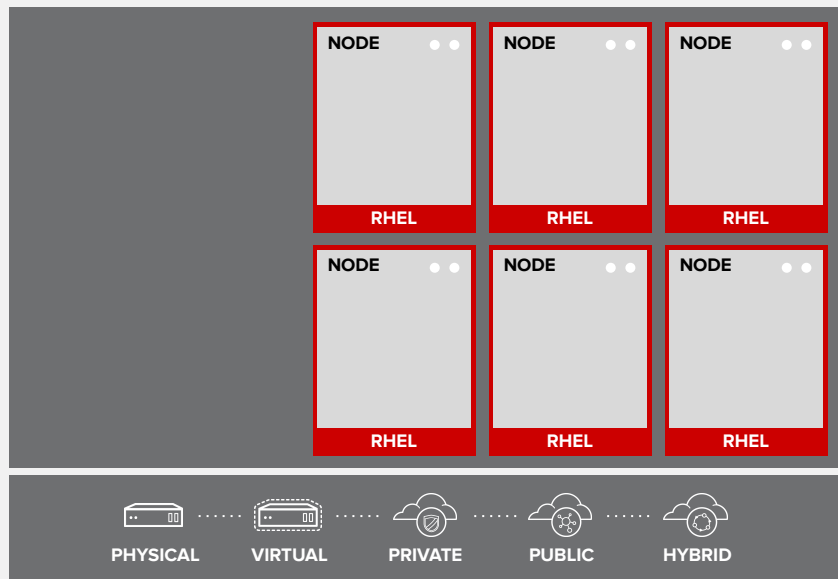 NODE NODE NODE
RHEL RHEL RHEL
NODE NODE NODE
RHEL RHEL RHEL
PHYSICAL VIRTUAL PRIVATE PUBLIC HYBRID